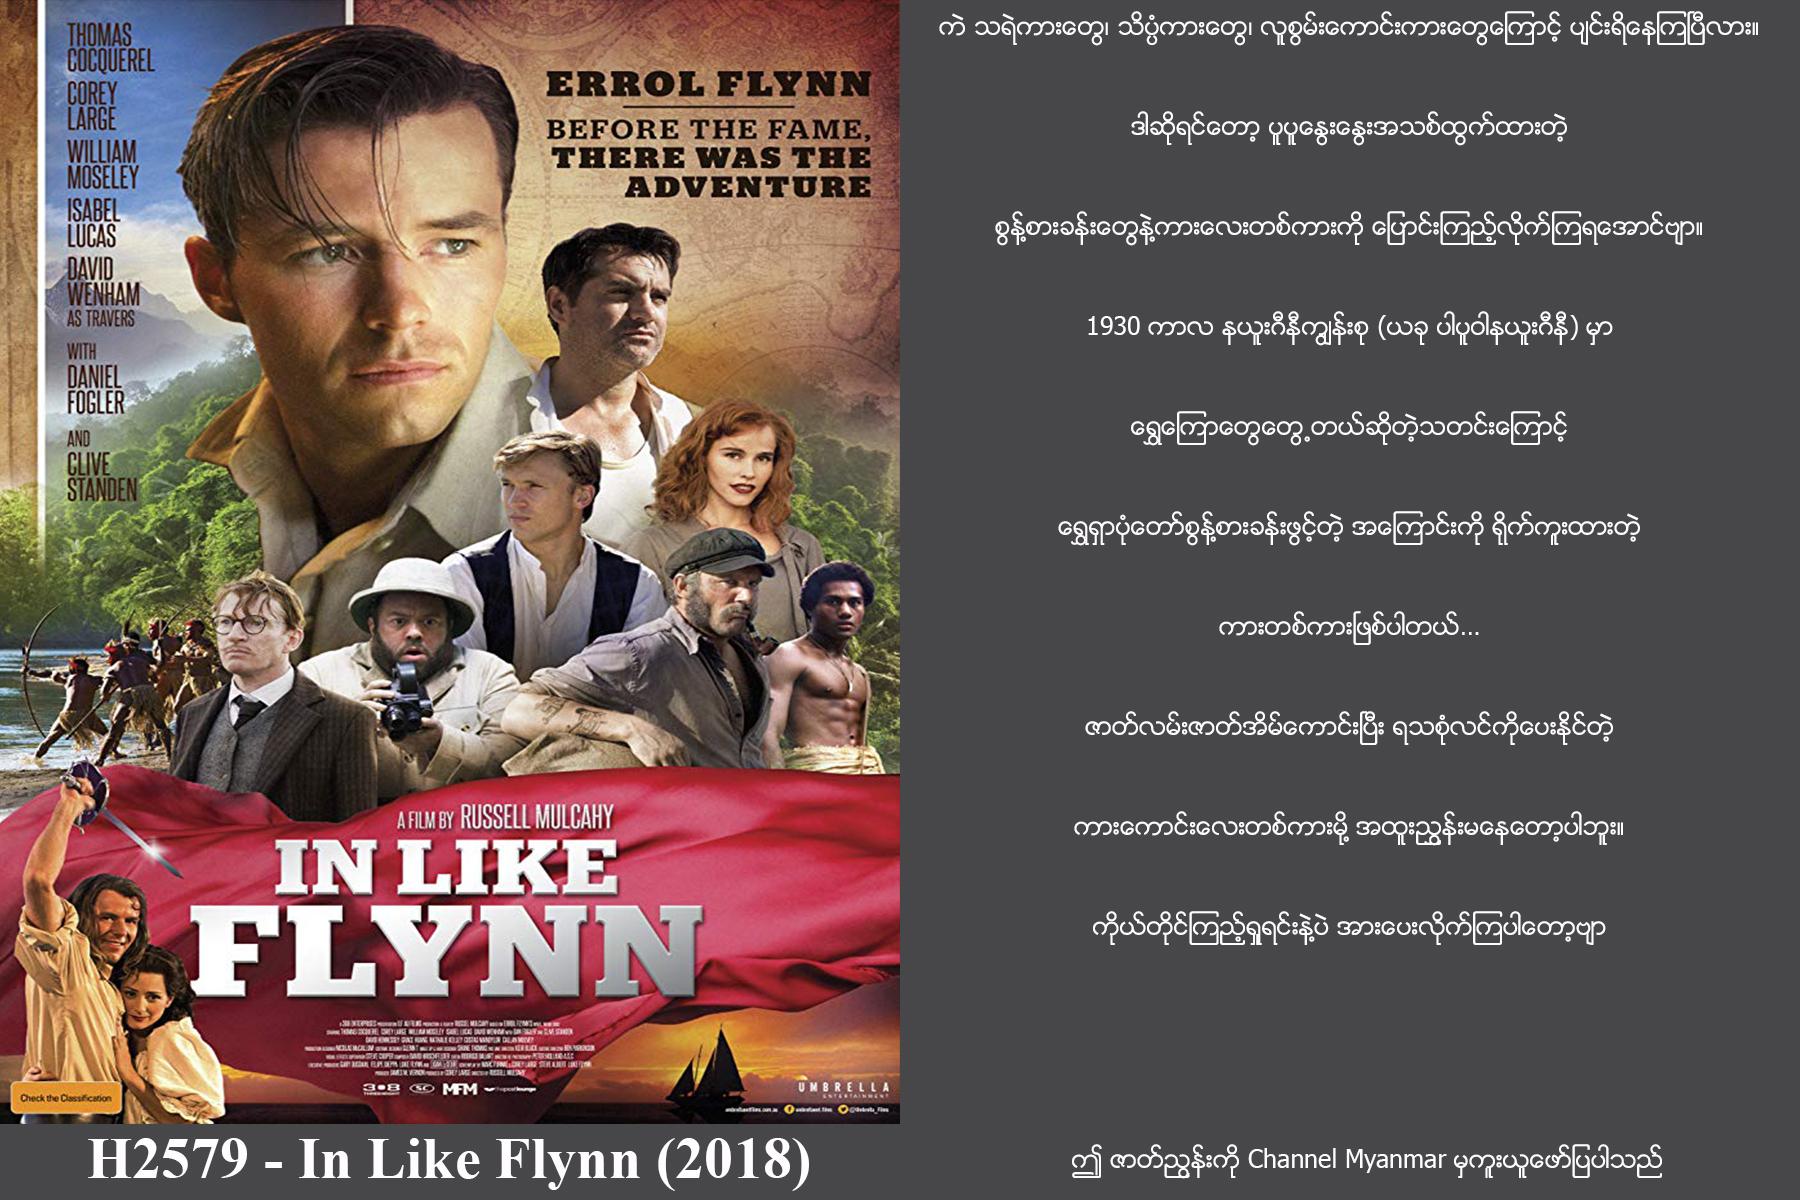 THOMAS
COCQUEREL
COREY
LARGE
WILLIAM
MOSELEY
ISABEL
LUCAS
DAVID
WENHAM
AS TRAVERS
WITH
DANIEL
FOGLER
AND
CLIVE
STANDEN
ERROL FLYNN
BEFORE THE FAME,
THERE WAS THE
ADVENTURE
A FILM BY RUSSELL MULCAHY
IN LIKE
FLYNN
Check the Classification
308
SC
MFM
UMBRELLA
ENTERTAINMENT
H2579 - In Like Flynn (2018)
ကဲ သရဲကားတွေ၊ သိပ္ပံကားတွေ၊ လူစွမ်းကောင်းကားတွေကြောင့် ပျင်းရိနေကြပြီလား။
ဒါဆိုရင်တော့ ပူပူနွေးနွေးအသစ်ထွက်ထားတဲ့
စွန့်စားခန်းတွေနဲ့ကားလေးတစ်ကားကို ပြောင်းကြည့်လိုက်ကြရအောင်ဗျာ။
1930 ကာလ နယူးဂီနီကျွန်းစု (ယခု ပါပူဝါနယူးဂီနီ) မှာ
ရွှေကြောတွေတွေ့တယ်ဆိုတဲ့သတင်းကြောင့်
ရွှေရှာပုံတော်စွန့်စားခန်းဖွင့်တဲ့ အကြောင်းကို ရိုက်ကူးထားတဲ့
ကားတစ်ကားဖြစ်ပါတယ်...
ဇာတ်လမ်းဇာတ်အိမ်ကောင်းပြီး ရသစုံလင်ကိုပေးနိုင်တဲ့
ကားကောင်းလေးတစ်ကားမို့ အထူးညွှန်းမနေတော့ပါဘူး။
ကိုယ်တိုင်ကြည့်ရှုရင်းနဲ့ပဲ အားပေးလိုက်ကြပါတော့ဗျာ
ဤ ဇာတ်ညွှန်းကို Channel Myanmar မှကူးယူဖော်ပြပါသည်